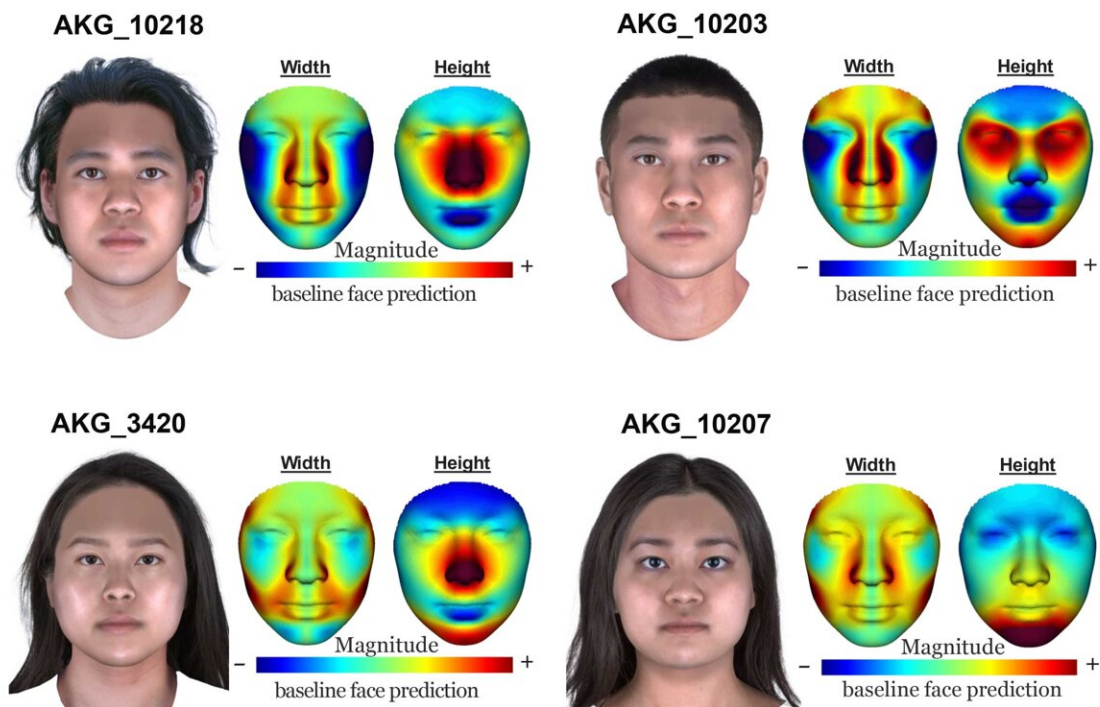 AKG_10218
Width Height
Magnitude
– +
baseline face prediction
AKG_10203
Width Height
Magnitude
– +
baseline face prediction
AKG_3420
Width Height
Magnitude
– +
baseline face prediction
AKG_10207
Width Height
Magnitude
– +
baseline face prediction